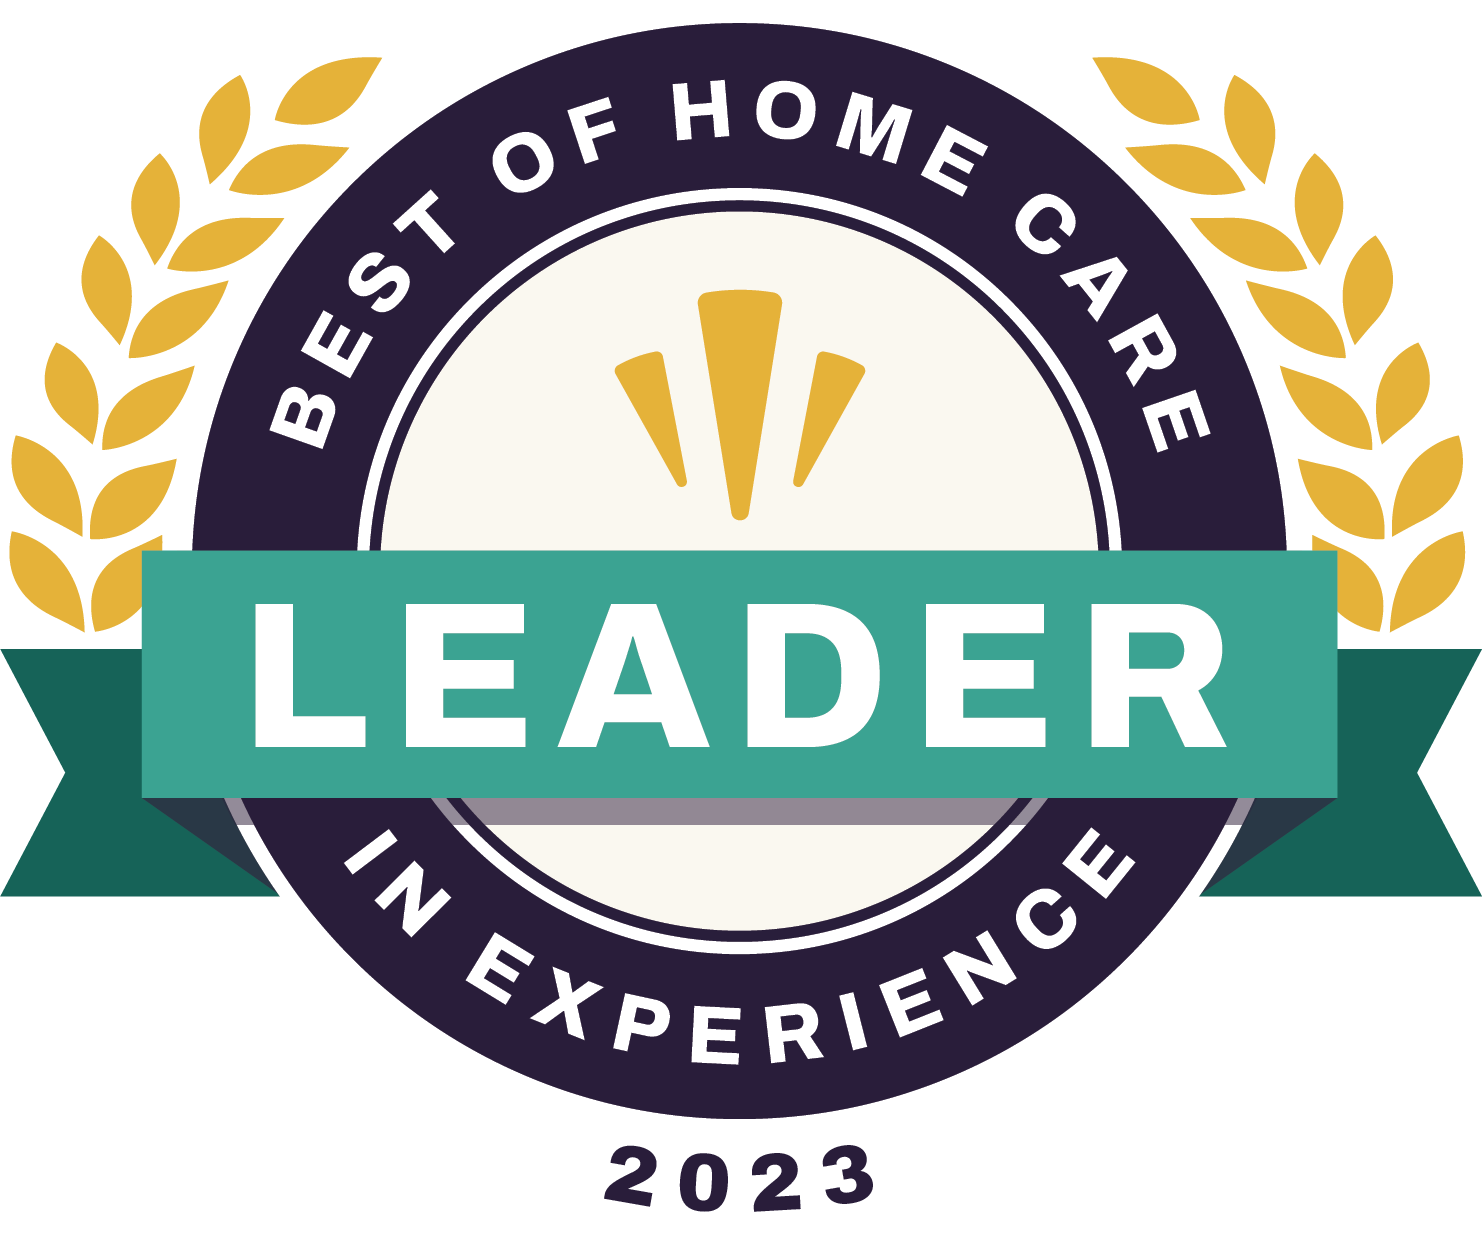 BEST OF HOME CARE
LEADER
IN EXPERIENCE
2023